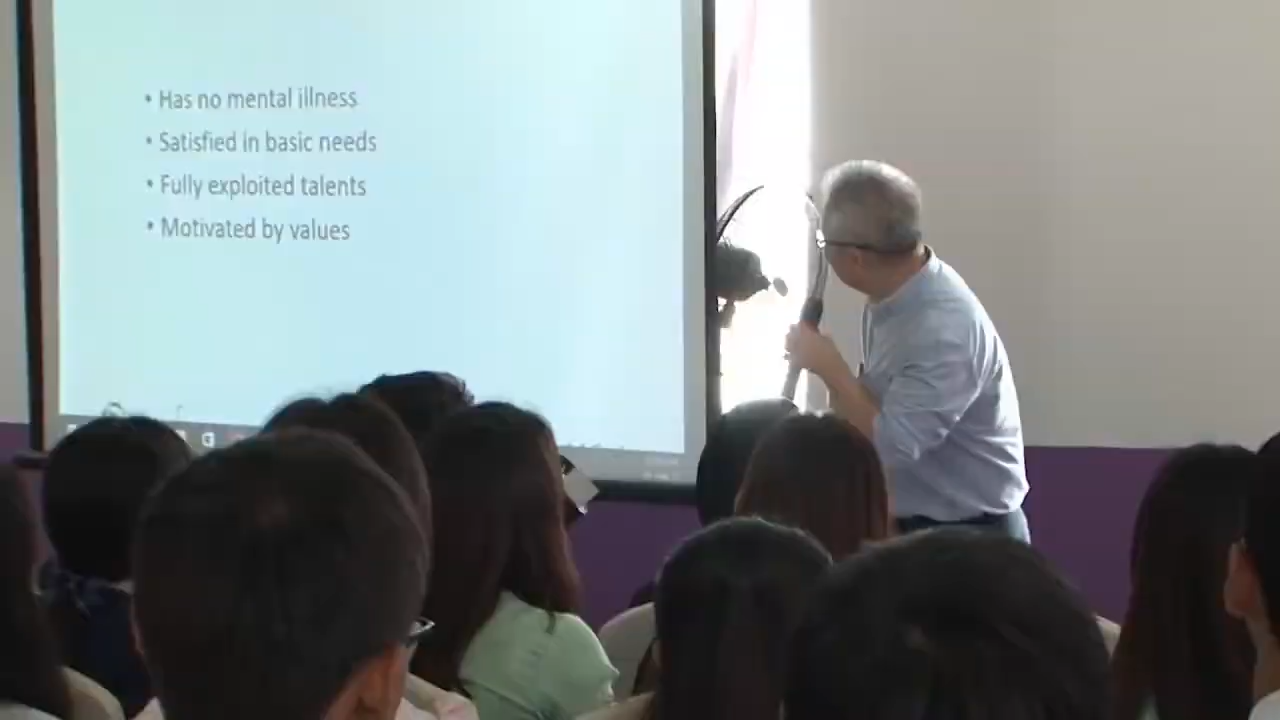 • Has no mental illness
• Satisfied in basic needs
• Fully exploited talents
• Motivated by values